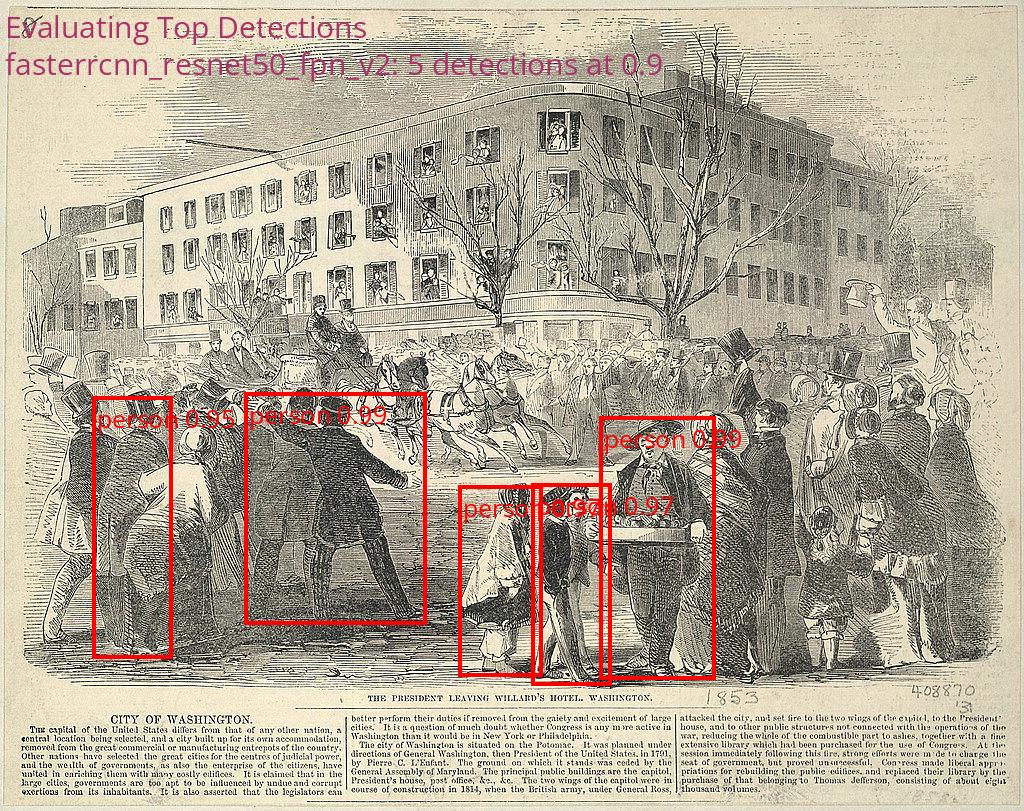 8
Evaluating Top Detections
fasterrcnn_resnet50_fpn_v2: 5 detections at 0.9
person 0.95
person 0.99
person 0.99
person 0.97
person 0.97
THE PRESIDENT LEAVING WILLARD'S HOTEL, WASHINGTON.
1853
408870
'3
CITY OF WASHINGTON.
The capital of the United States differs from that of any other nation, a
central location being selected, and a city built up for its own accommodation,
removed from the great commercial or manufacturing entrepots of the country.
Other nations have selected the great cities for the centres of judicial power,
and the wealth of governments, as also the enterprise of the citizens, have
united in enriching them with many costly edifices. It is claimed that in the
large cities, governments are too apt to be influenced by undue and corrupt
exertions from its inhabitants. It is also asserted that the legislators can
better perform their duties if removed from the gaiety and excitement of large
cities. It is a question of much doubt whether Congress is any more active in
Washington than it would be in New York or Philadelphia.
The city of Washington is situated on the Potomac. It was planned under
directions of General Washington, then President of the United States, in 1791,
by Pierre C. L'Enfant. The ground on which it stands was ceded by the
General Assembly of Maryland. The principal public buildings are the capitol,
President's house, post office, &c., &c. The two wings of the capitol were in
course of construction in 1814, when the British army, under General Ross,
attacked the city, and set fire to the two wings of the capitol, to the President's
house, and to other public structures not connected with the operations of the
war, reducing the whole of the combustible part to ashes, together with a fine
extensive library which had been purchased for the use of Congress. At the
session immediately following this fire, strong efforts were made to change the
seat of government, but proved unsuccessful. Congress made liberal appro-
priations for rebuilding the public edifices, and replaced their library by the
purchase of that belonging to Thomas Jefferson, consisting of about eight
thousand volumes.